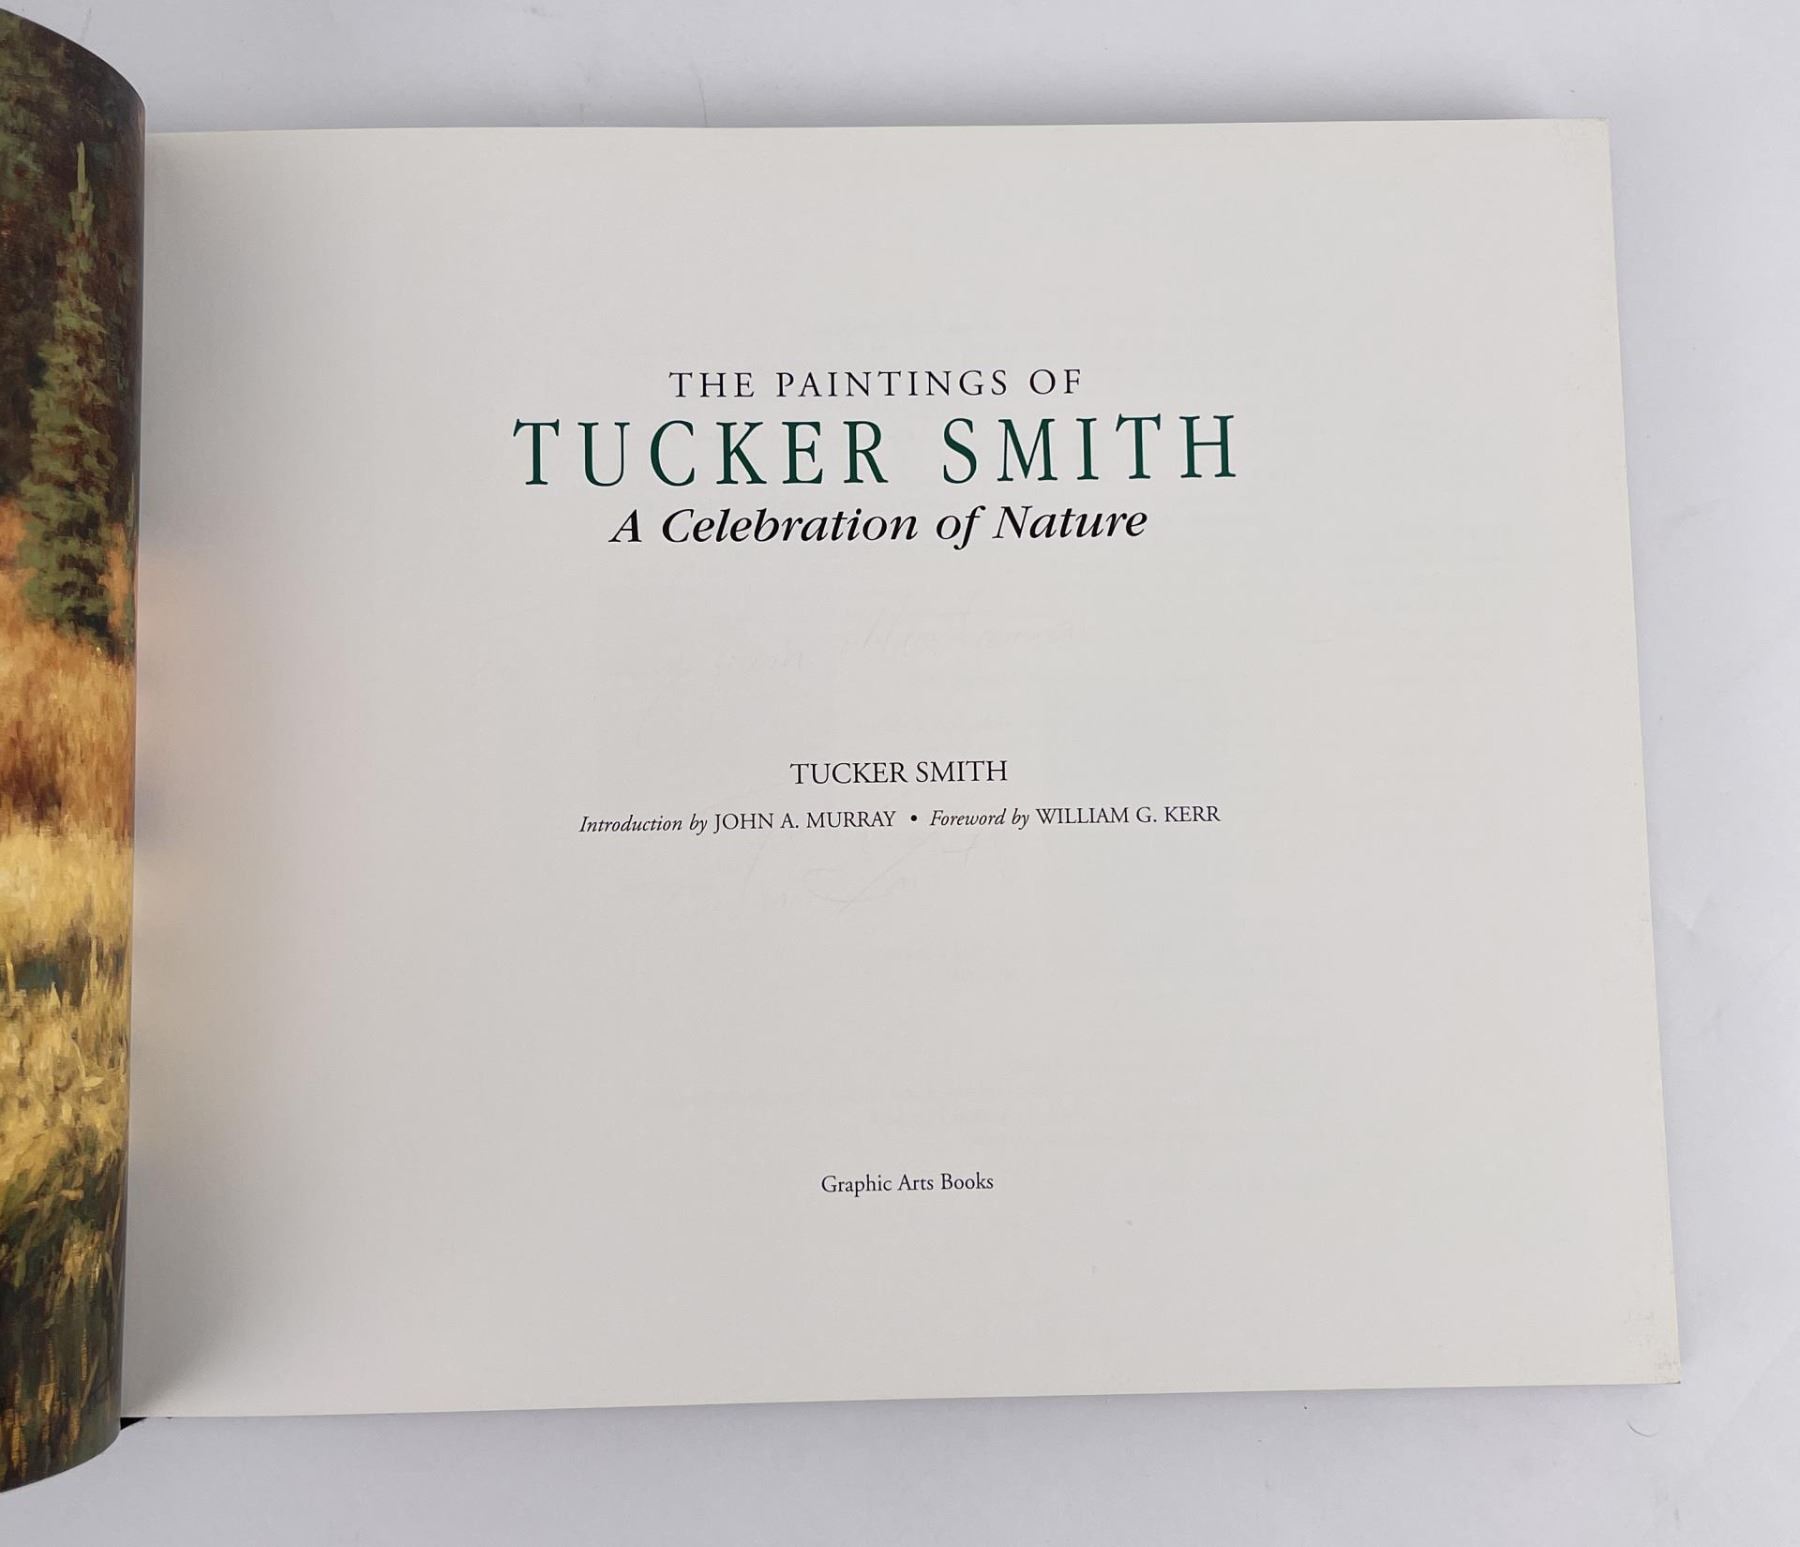 THE PAINTINGS OF
TUCKER SMITH
A Celebration of Nature
TUCKER SMITH
Introduction by JOHN A. MURRAY • Foreword by WILLIAM G. KERR
Graphic Arts Books